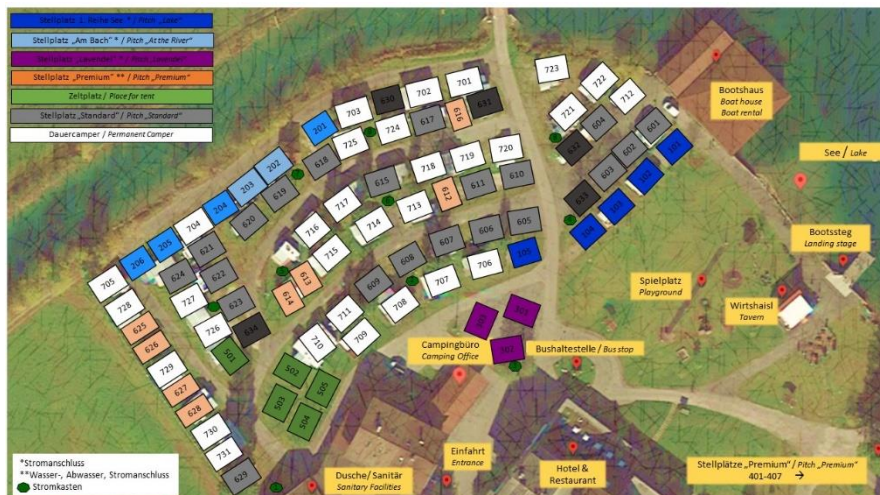 Stellplatz 1. Reihe See * / Pitch „Lake“
Stellplatz „Am Bach“ * / Pitch „At the River“
Stellplatz „Lavendel“ * / Pitch „Lavender“
Stellplatz „Premium“ ** / Pitch „Premium“
Zeltplatz / Place for tent
Stellplatz „Standard“ / Pitch „Standard“
Dauercamper / Permanent Camper
723
722
712
721
604
632
601
602
603
633
101
102
103
104
701
702
630
703
201
631
616
617
724
725
618
202
203
204
619
620
720
719
718
615
717
716
610
611
612
713
714
715
613
614
704
205
206
705
621
622
624
623
727
726
634
501
728
625
626
729
627
628
730
731
629
605
606
607
608
609
105
706
707
708
709
711
710
502
503
504
505
301
302
Bootshaus
Boat house
Boat rental
See / Lake
Bootssteg
Landing stage
Spielplatz
Playground
Wirtshaisl
Tavern
Campingbüro
Camping Office
Bushaltestelle / Bus stop
Einfahrt
Entrance
Hotel &
Restaurant
Dusche/ Sanitär
Sanitary Facilities
Stellplätze „Premium“ / Pitch „Premium“
401-407 →
*Stromanschluss
**Wasser-, Abwasser, Stromanschluss
Stromkasten